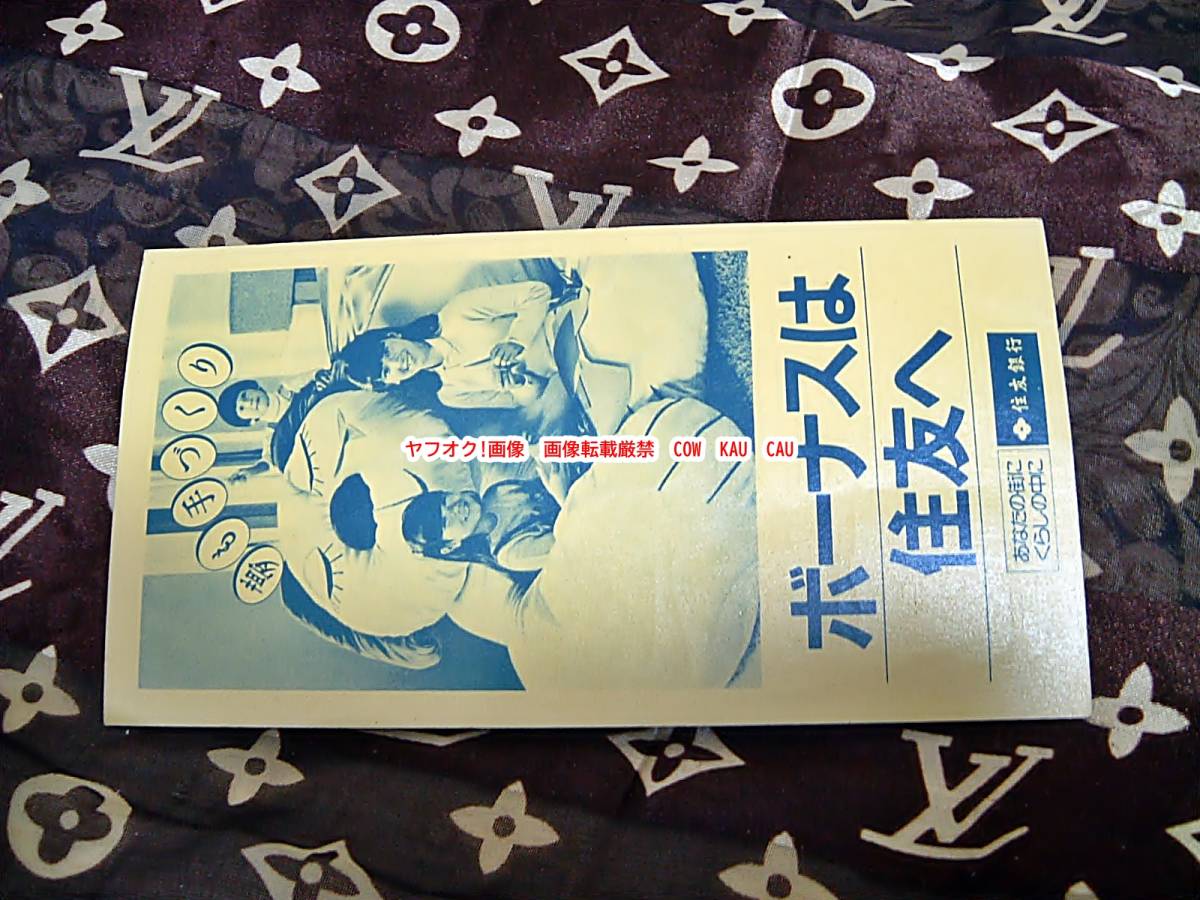 手づくり
ボーナスは
住友へ
住友銀行
あなたの街に
くらしの中に
ヤフオク!画像 画像転載厳禁 COW KAU CAU